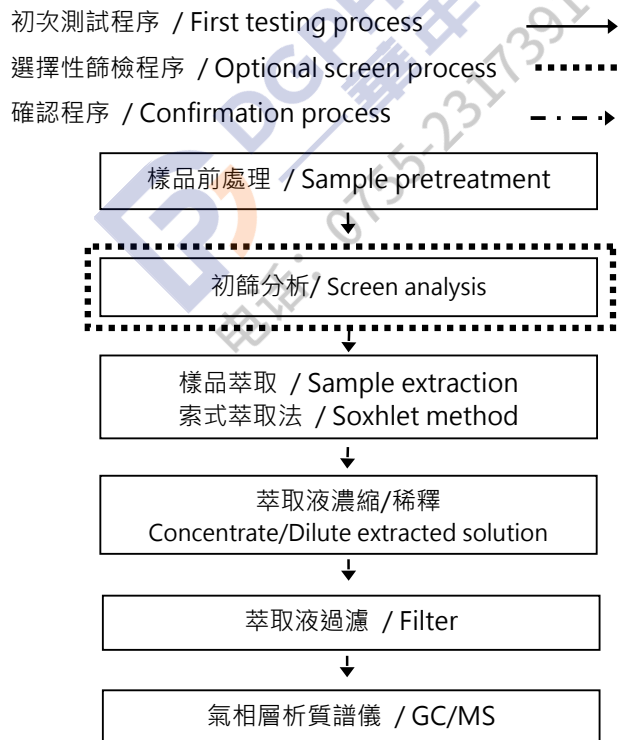 初次測試程序 / First testing process
選擇性篩檢程序 / Optional screen process
確認程序 / Confirmation process
樣品前處理 / Sample pretreatment
初篩分析/ Screen analysis
樣品萃取 / Sample extraction
索式萃取法 / Soxhlet method
萃取液濃縮/稀釋
Concentrate/Dilute extracted solution
萃取液過濾 / Filter
氣相層析質譜儀 / GC/MS
电话：0755-2317391